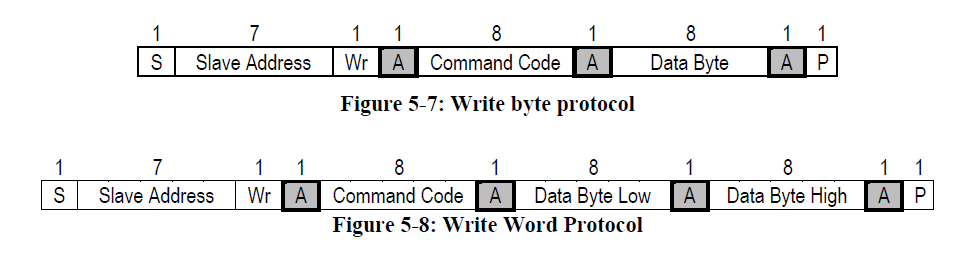 1 7 1 1 8 1 8 1 1
S Slave Address Wr A Command Code A Data Byte A P
Figure 5-7: Write byte protocol
1 7 1 1 8 1 8 1 8 1 1
S Slave Address Wr A Command Code A Data Byte Low A Data Byte High A P
Figure 5-8: Write Word Protocol